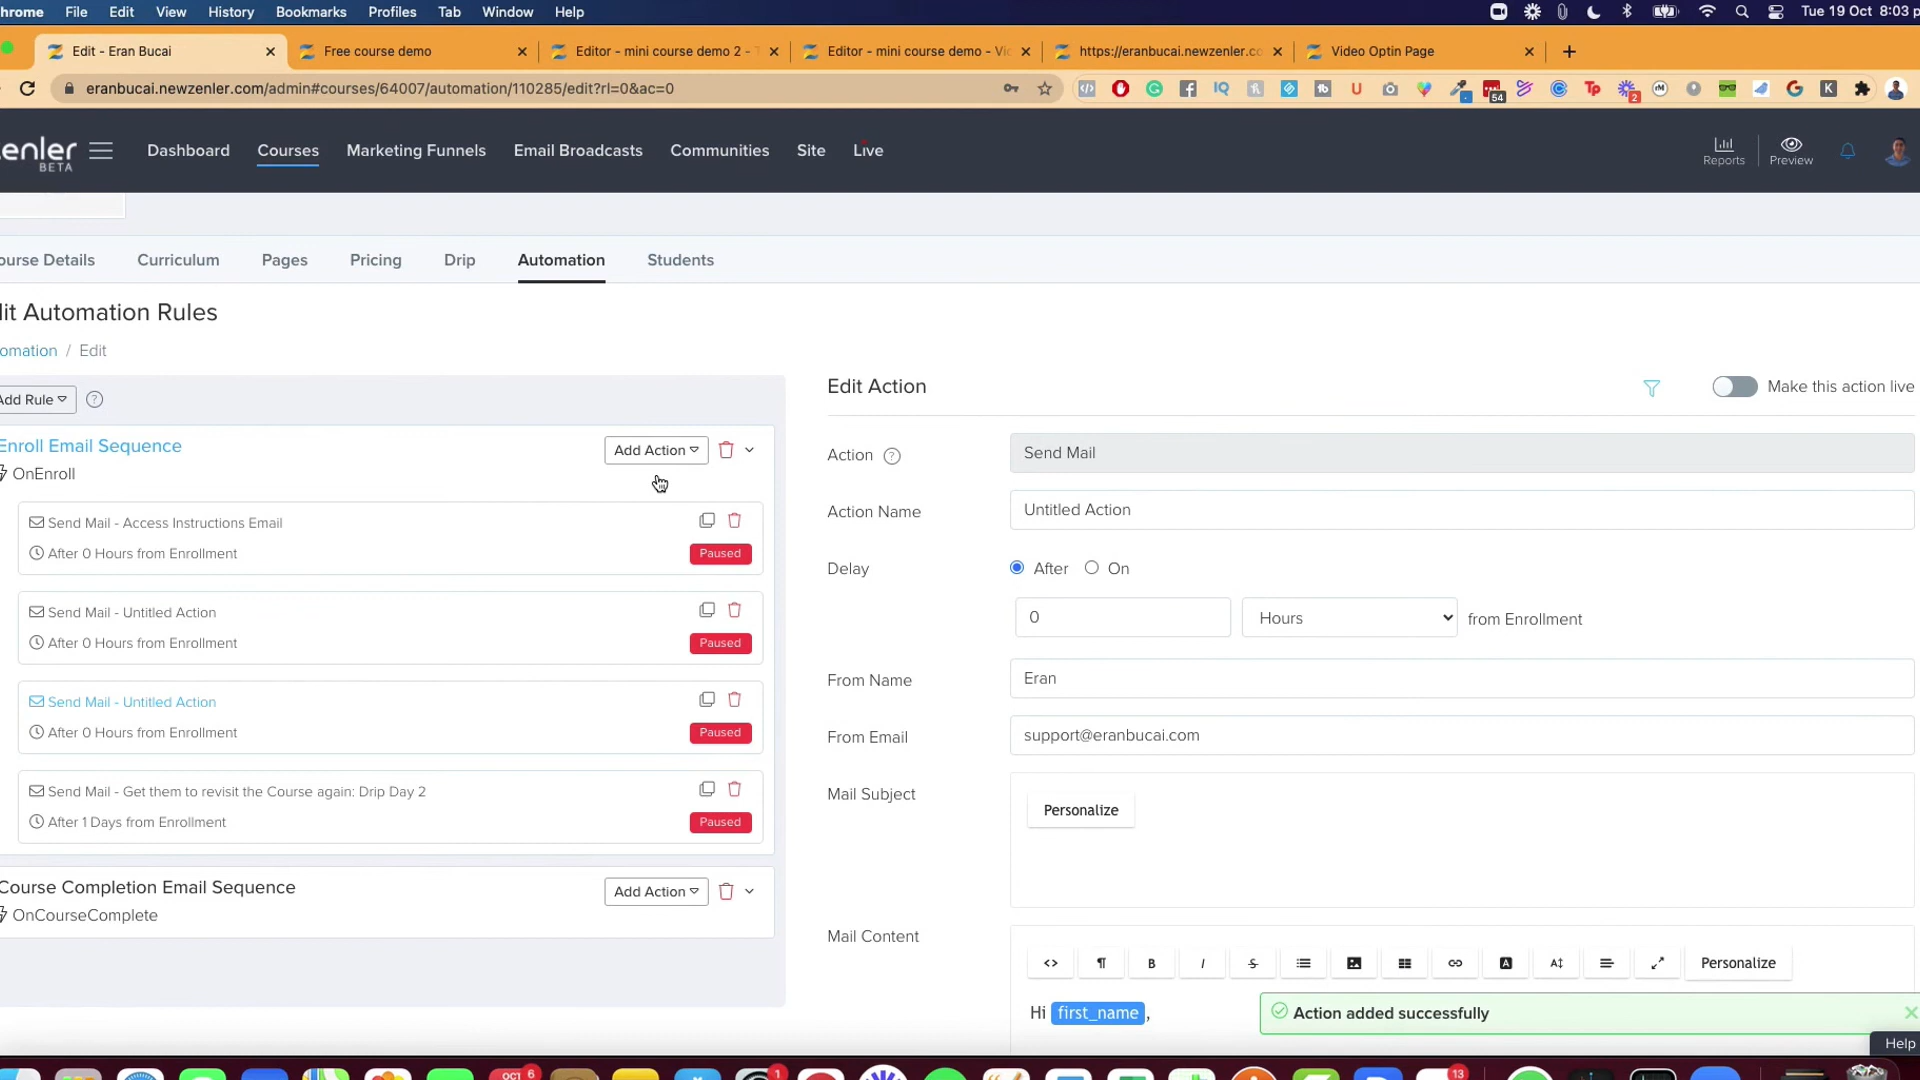 hrome File Edit View History Bookmarks Profiles Tab Window Help Tue 19 Oct 8:03 p
Edit - Eran Bucai Free course demo Editor - mini course demo 2 - T Editor - mini course demo - Vi https://eranbucai.newzenler.co Video Optin Page
eranbucai.newzenler.com/admin#courses/64007/automation/110285/edit?rl=0&ac=0
enler BETA Dashboard Courses Marketing Funnels Email Broadcasts Communities Site Live Reports Preview
ourse Details Curriculum Pages Pricing Drip Automation Students
dit Automation Rules
omation / Edit
Add Rule
Enroll Email Sequence Add Action
OnEnroll
Send Mail - Access Instructions Email
After 0 Hours from Enrollment Paused
Send Mail - Untitled Action
After 0 Hours from Enrollment Paused
Send Mail - Untitled Action
After 0 Hours from Enrollment Paused
Send Mail - Get them to revisit the Course again: Drip Day 2
After 1 Days from Enrollment Paused
Course Completion Email Sequence Add Action
OnCourseComplete
Edit Action Make this action live
Action Send Mail
Action Name Untitled Action
Delay After On
0 Hours from Enrollment
From Name Eran
From Email support@eranbucai.com
Mail Subject Personalize
Mail Content
Personalize
Hi first_name,
Action added successfully
Help
OCT 6
1
13
54
2